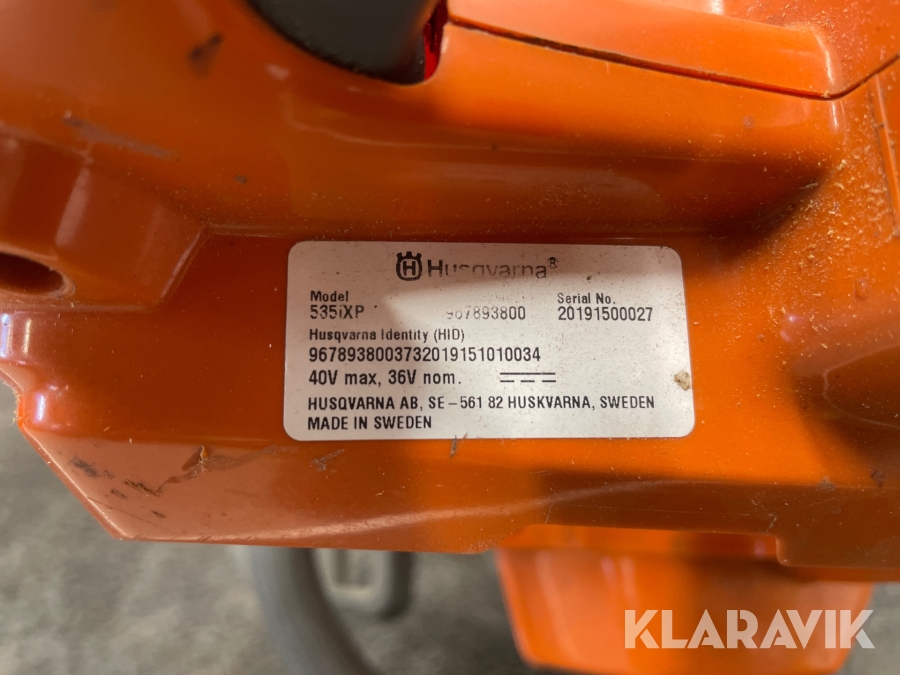 Husqvarna®
Model Serial No.
535iXP 967893800 20191500027
Husqvarna Identity (HID)
9678938003732019151010034
40V max, 36V nom.
HUSQVARNA AB, SE-561 82 HUSKVARNA, SWEDEN
MADE IN SWEDEN
KLARAVIK